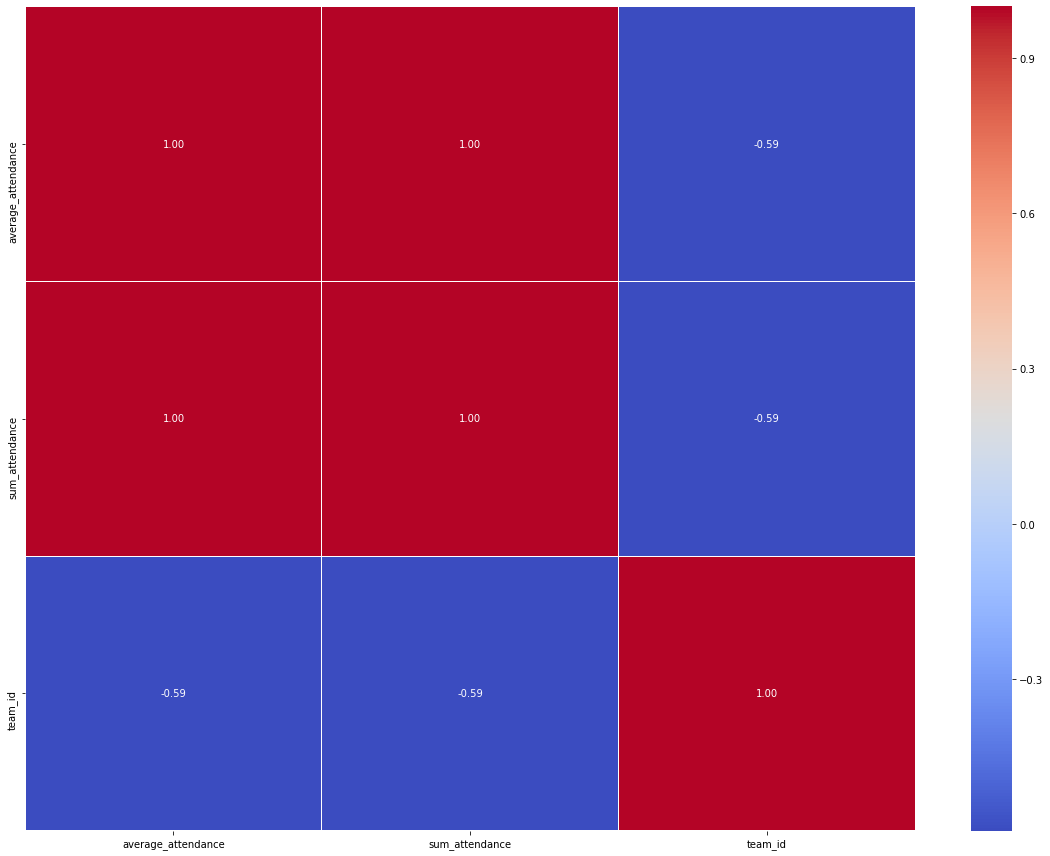 average_attendance
1.00
1.00
-0.59
sum_attendance
1.00
1.00
-0.59
team_id
-0.59
-0.59
1.00
average_attendance
sum_attendance
team_id
0.9
0.6
0.3
0.0
−0.3